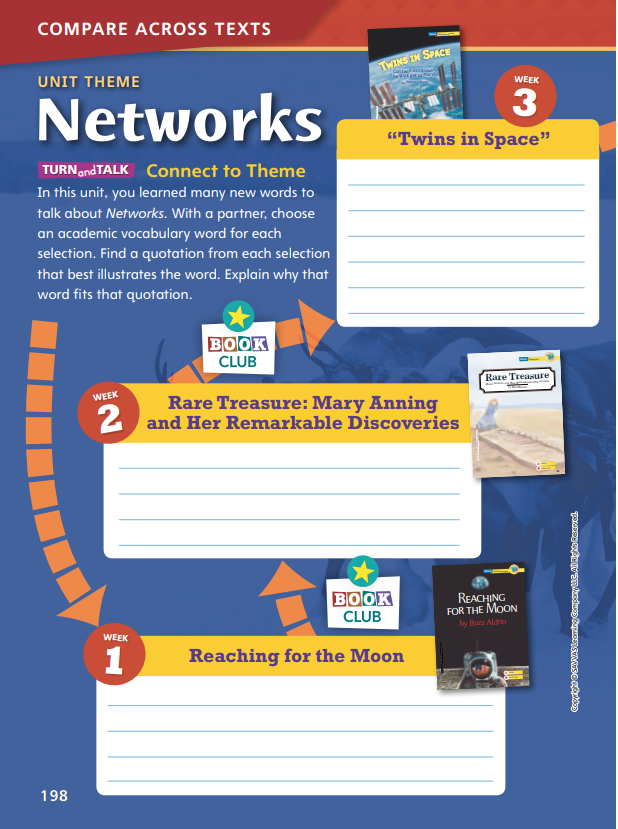 COMPARE ACROSS TEXTS
UNIT THEME
Networks
TURN and TALK Connect to Theme
In this unit, you learned many new words to
talk about Networks. With a partner, choose
an academic vocabulary word for each
selection. Find a quotation from each selection
that best illustrates the word. Explain why that
word fits that quotation.
TWINS IN SPACE
WEEK
3
“Twins in Space”
BOOK
CLUB
WEEK
2
Rare Treasure: Mary Anning
and Her Remarkable Discoveries
Rare Treasure
BOOK
CLUB
REACHING
FOR THE MOON
by Buzz Aldrin
WEEK
1
Reaching for the Moon
Copyright © SAVVAS Learning Company LLC. All Rights Reserved.
198